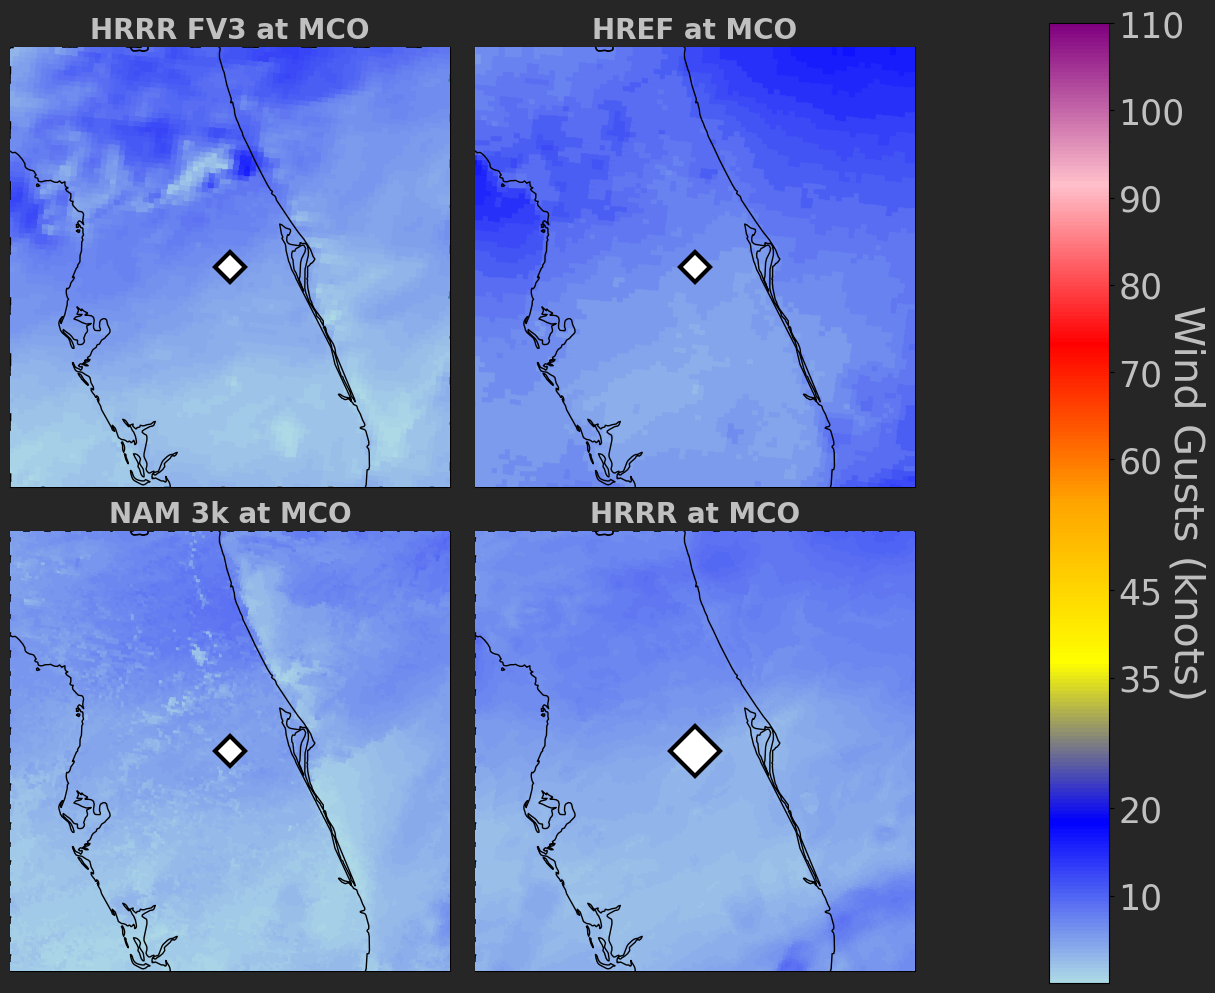 HRRR FV3 at MCO
HREF at MCO
NAM 3k at MCO
HRRR at MCO
110
100
90
80
70
60
45
35
20
10
Wind Gusts (knots)